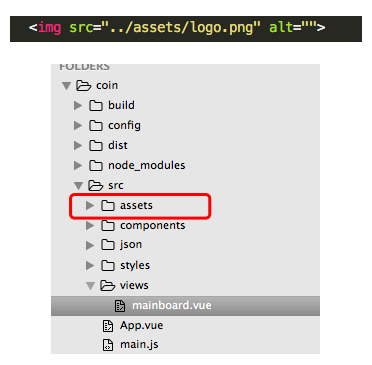 <img src="../assets/logo.png" alt="">
FOLDERS
coin
build
config
dist
node_modules
src
assets
components
json
styles
views
mainboard.vue
App.vue
main.js